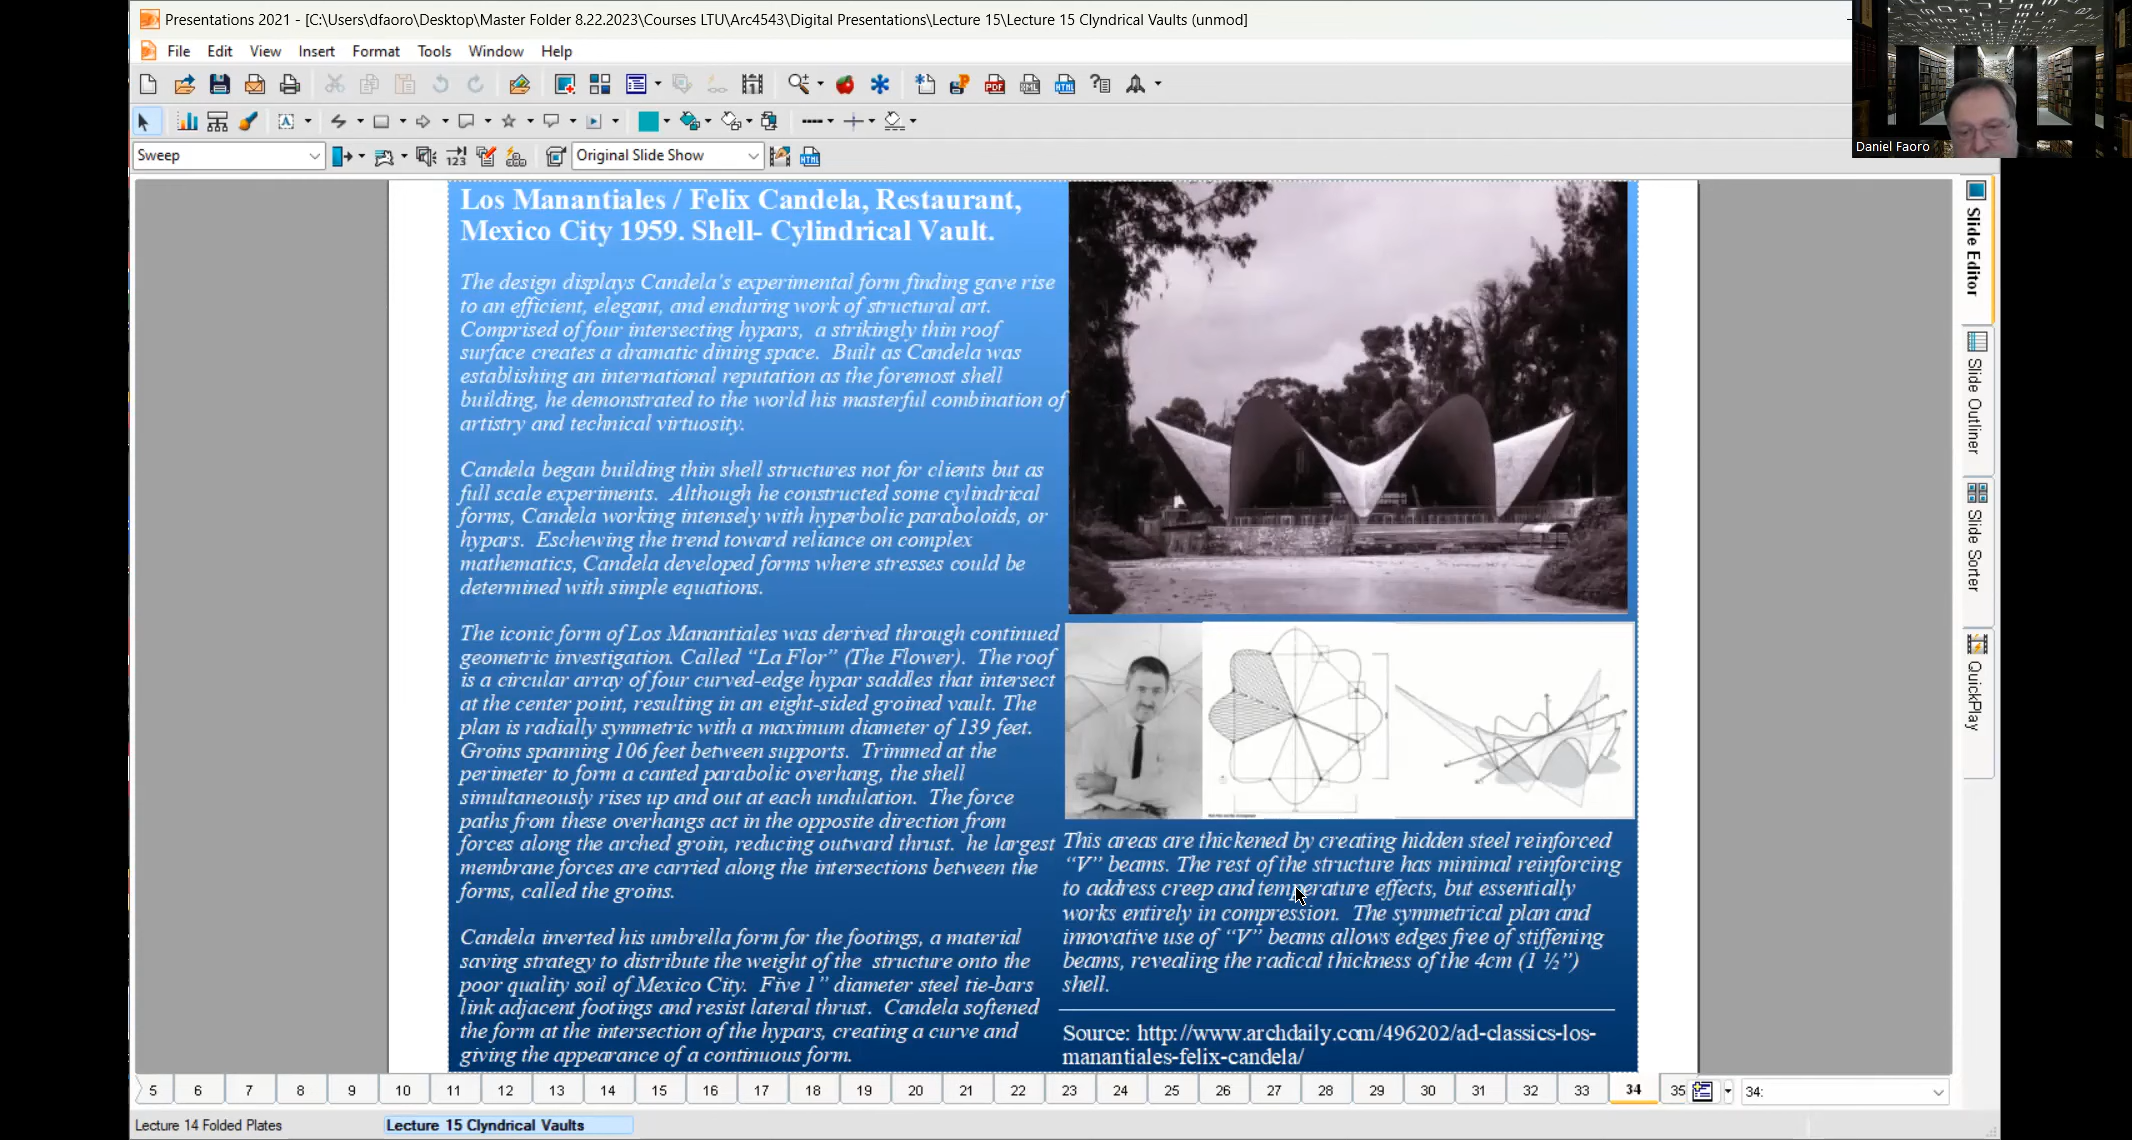 Presentations 2021 - [C:\Users\dfaoro\Desktop\Master Folder 8.22.2023\Courses LTU\Arc4543\Digital Presentations\Lecture 15\Lecture 15 Clyndrical Vaults (unmod]
File Edit View Insert Format Tools Window Help
Sweep
Original Slide Show
Daniel Faoro
Los Manantiales / Felix Candela, Restaurant,
Mexico City 1959. Shell- Cylindrical Vault.
The design displays Candela's experimental form finding gave rise
to an efficient, elegant, and enduring work of structural art.
Comprised of four intersecting hypars, a strikingly thin roof
surface creates a dramatic dining space. Built as Candela was
establishing an international reputation as the foremost shell
building, he demonstrated to the world his masterful combination of
artistry and technical virtuosity.
Candela began building thin shell structures not for clients but as
full scale experiments. Although he constructed some cylindrical
forms, Candela working intensely with hyperbolic paraboloids, or
hypars. Eschewing the trend toward reliance on complex
mathematics, Candela developed forms where stresses could be
determined with simple equations.
The iconic form of Los Manantiales was derived through continued
geometric investigation. Called “La Flor” (The Flower). The roof
is a circular array of four curved-edge hypar saddles that intersect
at the center point, resulting in an eight-sided groined vault. The
plan is radially symmetric with a maximum diameter of 139 feet.
Groins spanning 106 feet between supports. Trimmed at the
perimeter to form a canted parabolic overhang, the shell
simultaneously rises up and out at each undulation. The force
paths from these overhangs act in the opposite direction from
forces along the arched groin, reducing outward thrust. he largest
membrane forces are carried along the intersections between the
forms, called the groins.
Candela inverted his umbrella form for the footings, a material
saving strategy to distribute the weight of the structure onto the
poor quality soil of Mexico City. Five 1” diameter steel tie-bars
link adjacent footings and resist lateral thrust. Candela softened
the form at the intersection of the hypars, creating a curve and
giving the appearance of a continuous form.
This areas are thickened by creating hidden steel reinforced
“V” beams. The rest of the structure has minimal reinforcing
to address creep and temperature effects, but essentially
works entirely in compression. The symmetrical plan and
innovative use of “V” beams allows edges free of stiffening
beams, revealing the radical thickness of the 4cm (1 ½”)
shell.
Source: http://www.archdaily.com/496202/ad-classics-los-
manantiales-felix-candela/
Slide Editor
Slide Outliner
Slide Sorter
QuickPlay
5 6 7 8 9 10 11 12 13 14 15 16 17 18 19 20 21 22 23 24 25 26 27 28 29 30 31 32 33 34 35 34:
Lecture 14 Folded Plates Lecture 15 Clyndrical Vaults